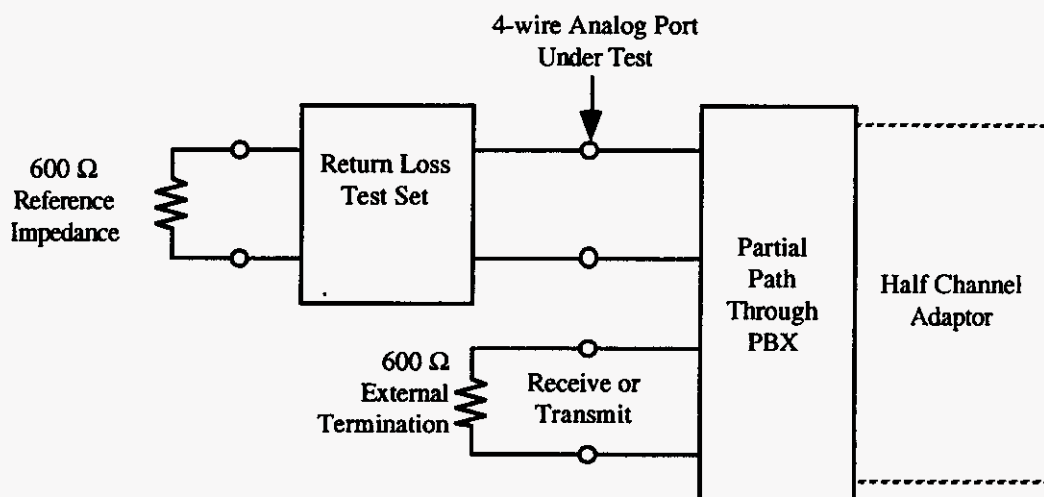 4-wire Analog Port
Under Test
600 Ω
Reference
Impedance
Return Loss
Test Set
Partial
Path
Through
PBX
Half Channel
Adaptor
600 Ω
External
Termination
Receive or
Transmit